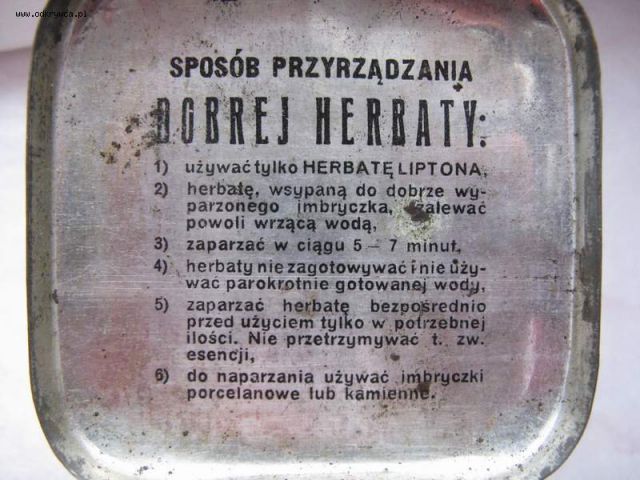 www.odkrywca.pl
SPOSÓB PRZYRZĄDZANIA
DOBREJ HERBATY:
1) używać tylko HERBATĘ LIPTONA,
2) herbatę, wsypaną do dobrze wy-
parzonego imbryczka, zalewać
powoli wrzącą wodą,
3) zaparzać w ciągu 5 – 7 minut,
4) herbaty nie zagotowywać i nie uży-
wać parokrotnie gotowanej wody,
5) zaparzać herbatę bezpośrednio
przed użyciem tylko w potrzebnej
ilości. Nie przetrzymywać t. zw.
esencji,
6) do naparzania używać imbryczki
porcelanowe lub kamienne.